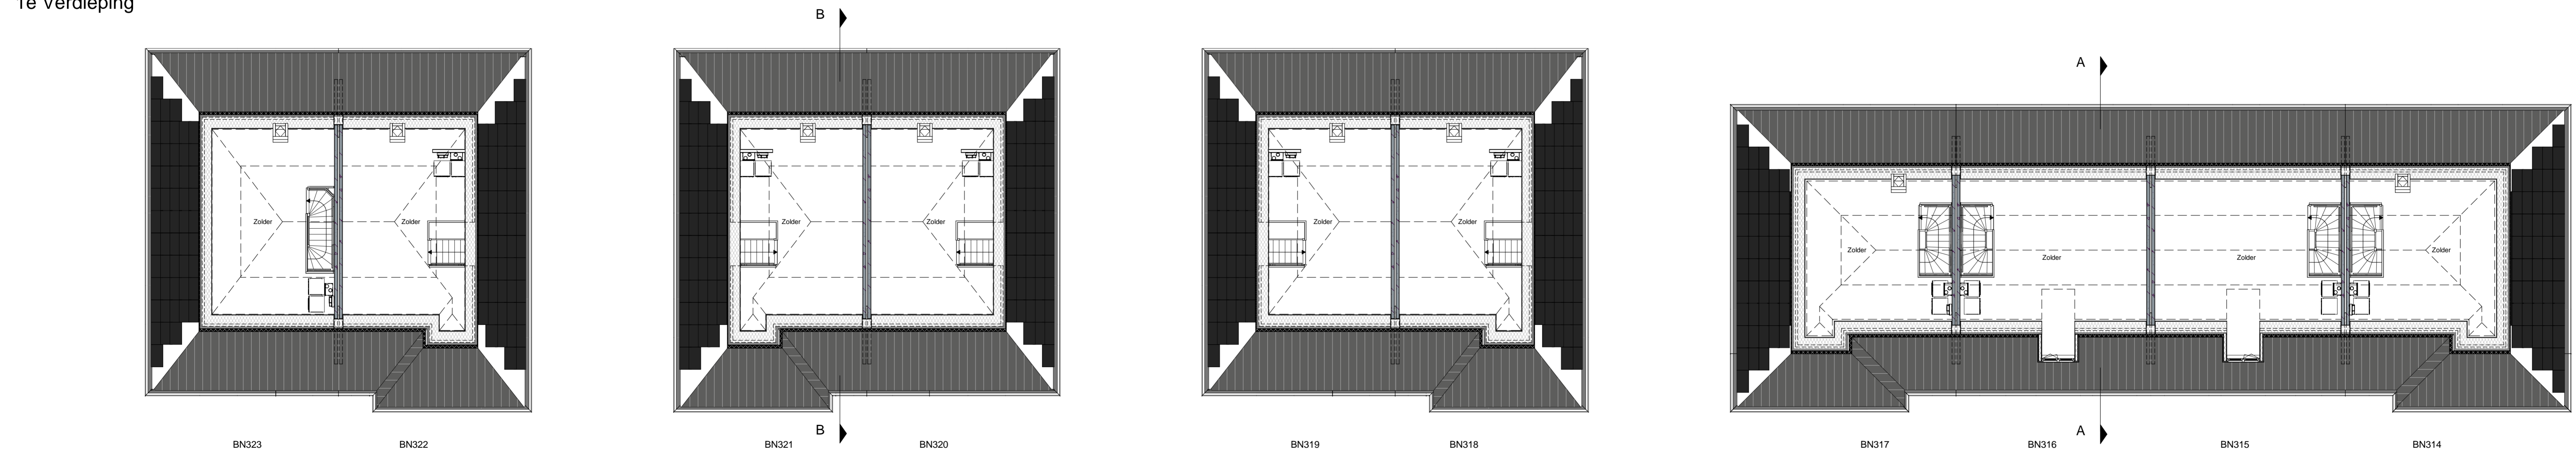 1e Verdieping
B
A
Zolder Zolder Zolder Zolder Zolder Zolder Zolder Zolder
Zolder Zolder
B
A
BN323 BN322 BN321 BN320 BN319 BN318 BN317 BN316 BN315 BN314